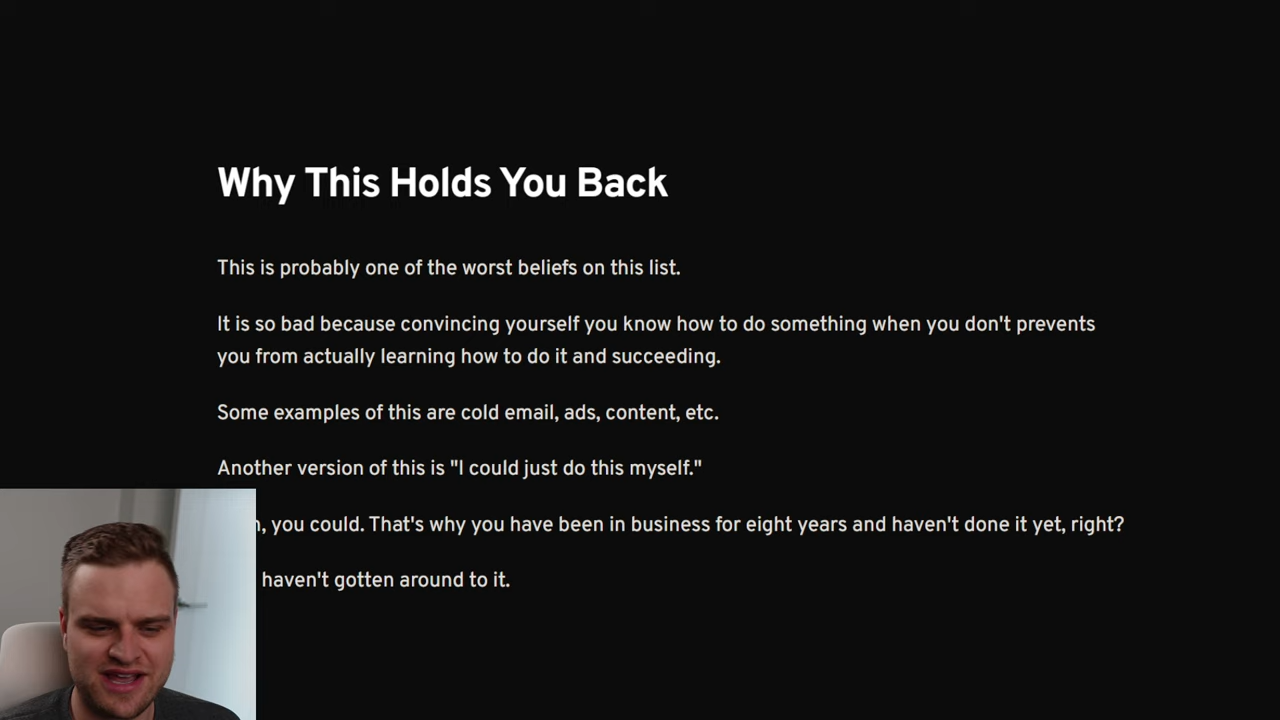 Why This Holds You Back
This is probably one of the worst beliefs on this list.
It is so bad because convincing yourself you know how to do something when you don't prevents
you from actually learning how to do it and succeeding.
Some examples of this are cold email, ads, content, etc.
Another version of this is "I could just do this myself."
you could. That's why you have been in business for eight years and haven't done it yet, right?
haven't gotten around to it.